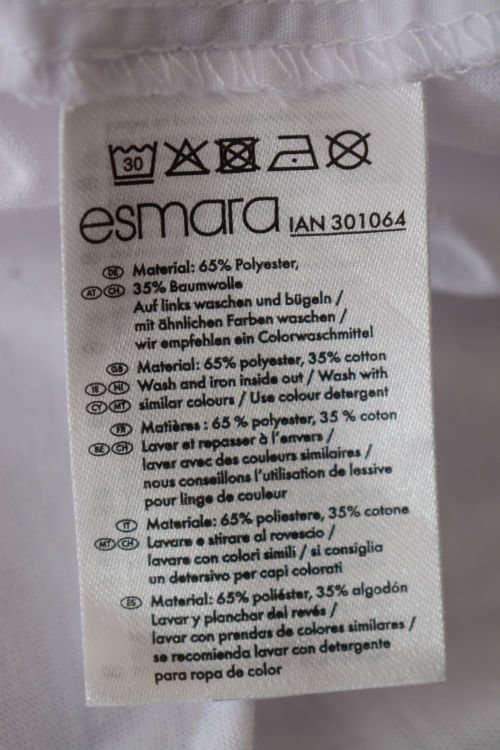 30
esmara IAN 301064
DE Material: 65% Polyester,
AT CH 35% Baumwolle
Auf links waschen und bügeln /
mit ähnlichen Farben waschen /
wir empfehlen ein Colorwaschmittel
GB Material: 65% polyester, 35% cotton
IE NI Wash and iron inside out / Wash with
CY MT similar colours / Use colour detergent
FR Matières : 65 % polyester, 35 % coton
BE CH Laver et repasser à l'envers /
laver avec des couleurs similaires /
nous conseillons l'utilisation de lessive
pour linge de couleur
IT Materiale: 65% poliestere, 35% cotone
MT CH Lavare e stirare al rovescio /
lavare con colori simili / si consiglia
un detersivo per capi colorati
ES Material: 65% poliéster, 35% algodón
Lavar y planchar del revés /
lavar con prendas de colores similares /
se recomienda lavar con detergente
para ropa de color